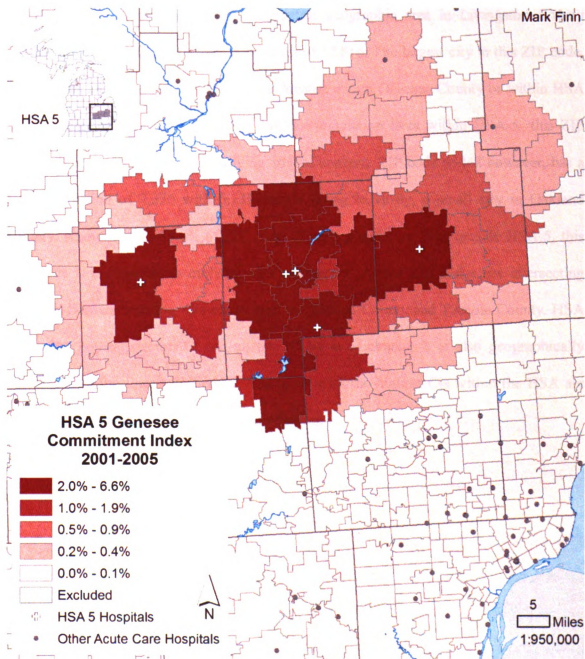 Mark Finn.
HSA 5
HSA 5 Genesee
Commitment Index
2001-2005
2.0% - 6.6%
1.0% - 1.9%
0.5% - 0.9%
0.2% - 0.4%
0.0% - 0.1%
Excluded
HSA 5 Hospitals
Other Acute Care Hospitals
N
5
Miles
1:950,000